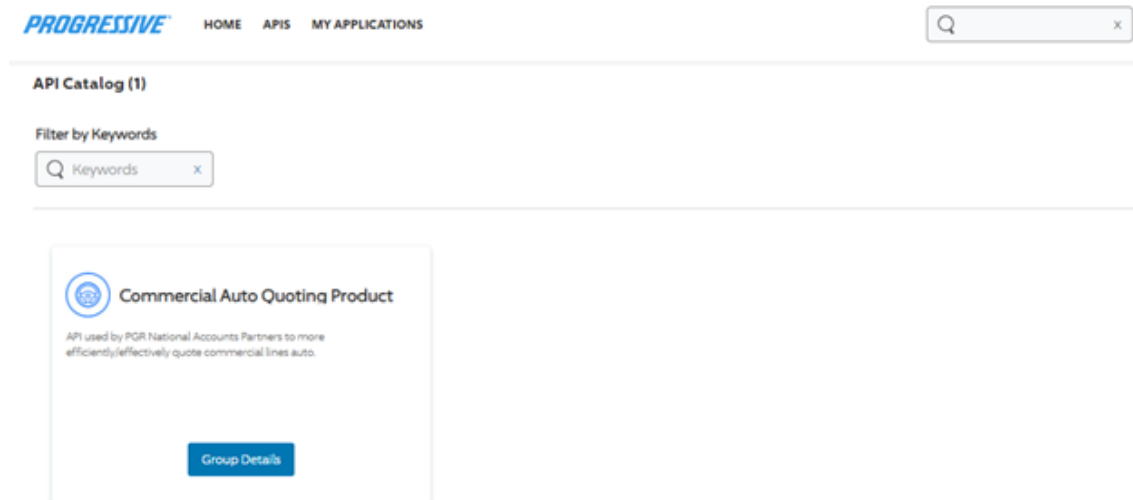 PROGRESSIVE HOME APIS MY APPLICATIONS x
API Catalog (1)
Filter by Keywords
Keywords x
Commercial Auto Quoting Product
API used by PGR National Accounts Partners to more
efficiently/effectively quote commercial lines auto.
Group Details